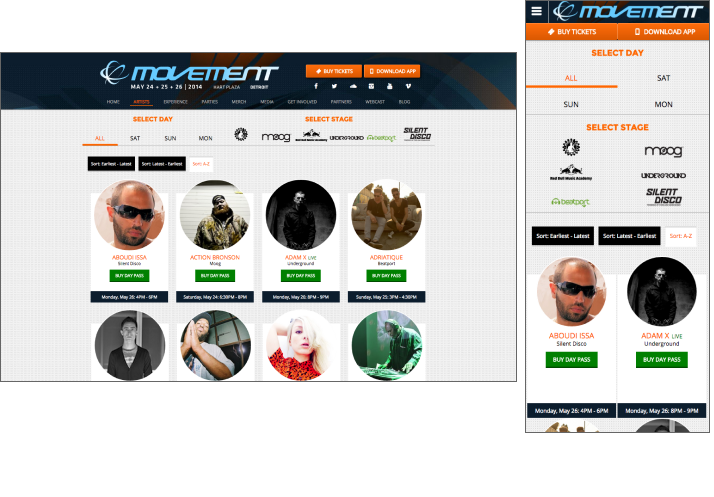 MOVEMENT
BUY TICKETS
DOWNLOAD APP
MAY 24 + 25 + 26 | 2014 HART PLAZA DETROIT
HOME ARTISTS EXPERIENCE PARTIES MERCH MEDIA GET INVOLVED PARTNERS WEBCAST BLOG
SELECT DAY
SELECT STAGE
ALL SAT SUN MON
moog
Red Bull Music Academy
UNDERGROUND
beatport
SILENT DISCO
Sort: Earliest - Latest
Sort: Latest - Earliest
Sort: A-Z
ABOUDI ISSA
Silent Disco
BUY DAY PASS
Monday, May 26: 4PM - 6PM
ACTION BRONSON
Moog
BUY DAY PASS
Saturday, May 24: 6:30PM - 8PM
ADAM X LIVE
Underground
BUY DAY PASS
Monday, May 26: 8PM - 9PM
ADRIATIQUE
Beatport
BUY DAY PASS
Sunday, May 25: 3PM - 4:30PM
MOVEMENT
BUY TICKETS
DOWNLOAD APP
SELECT DAY
ALL SAT
SUN MON
SELECT STAGE
moog
Red Bull Music Academy
UNDERGROUND
beatport
SILENT DISCO
Sort: Earliest - Latest
Sort: Latest - Earliest
Sort: A-Z
ABOUDI ISSA
Silent Disco
BUY DAY PASS
Monday, May 26: 4PM - 6PM
ADAM X LIVE
Underground
BUY DAY PASS
Monday, May 26: 8PM - 9PM